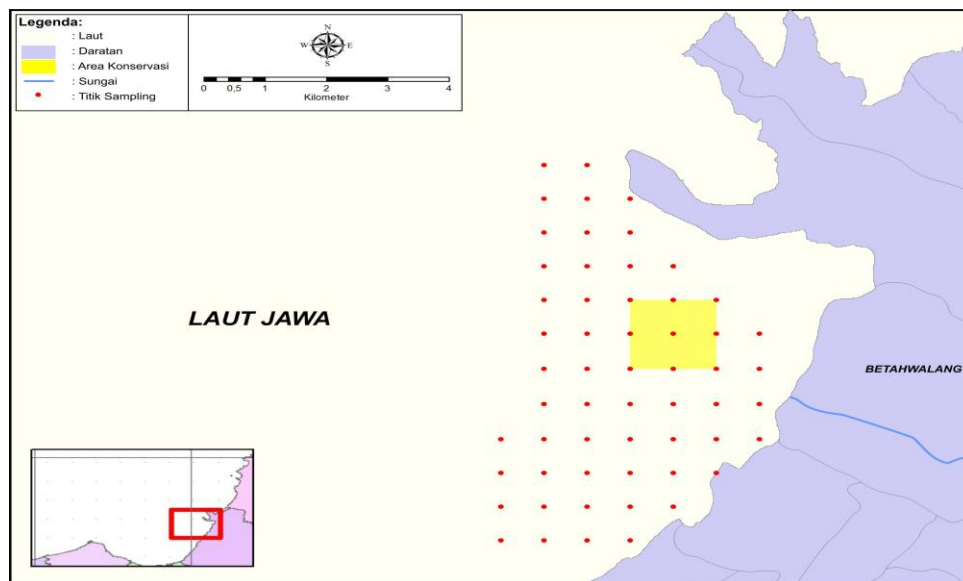 Legenda:
: Laut
: Daratan
: Area Konservasi
: Sungai
: Titik Sampling
N
W E
S
0 0,5 1 2 3 4
Kilometer
LAUT JAWA
BETAHWALANG